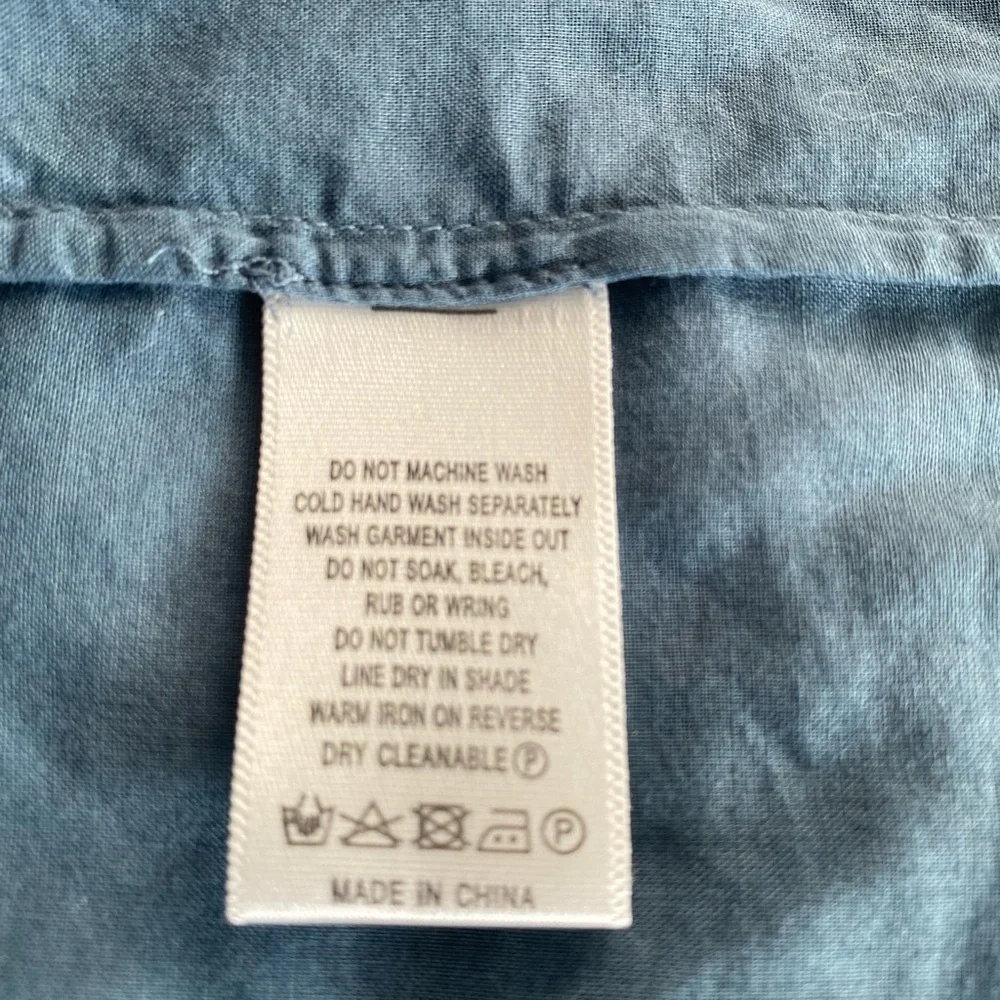 DO NOT MACHINE WASH
COLD HAND WASH SEPARATELY
WASH GARMENT INSIDE OUT
DO NOT SOAK, BLEACH,
RUB OR WRING
DO NOT TUMBLE DRY
LINE DRY IN SHADE
WARM IRON ON REVERSE
DRY CLEANABLE Ⓟ
Ⓟ
MADE IN CHINA